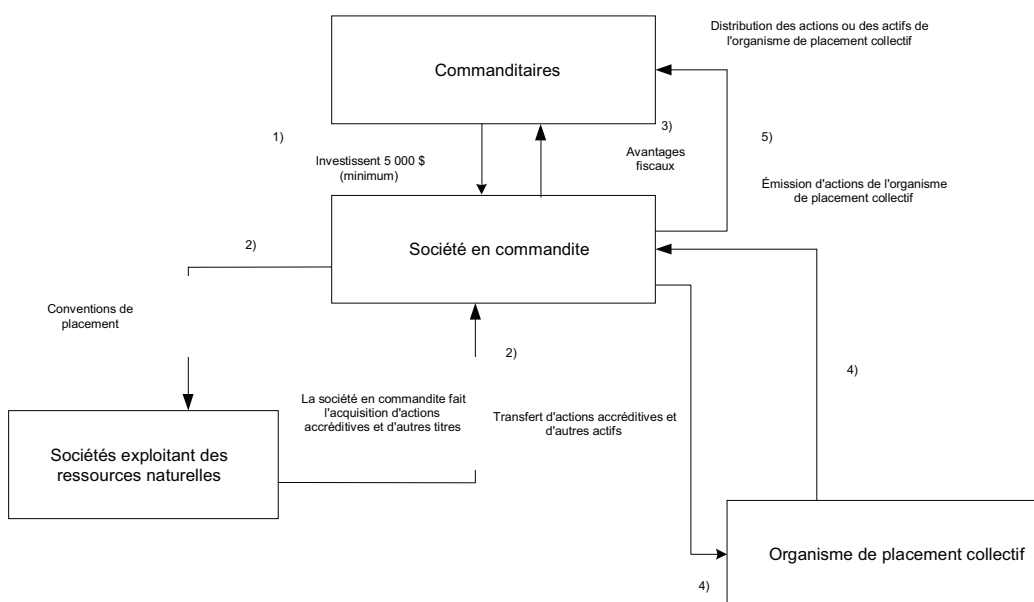 Distribution des actions ou des actifs de
l'organisme de placement collectif
Commanditaires
1)
3)
5)
Investissent 5 000 $
(minimum)
Avantages
fiscaux
Émission d'actions de l'organisme
de placement collectif
2)
Société en commandite
Conventions de
placement
2)
4)
La société en commandite fait
l'acquisition d'actions
accréditives et d'autres titres
Transfert d'actions accréditives et
d'autres actifs
Sociétés exploitant des
ressources naturelles
Organisme de placement collectif
4)